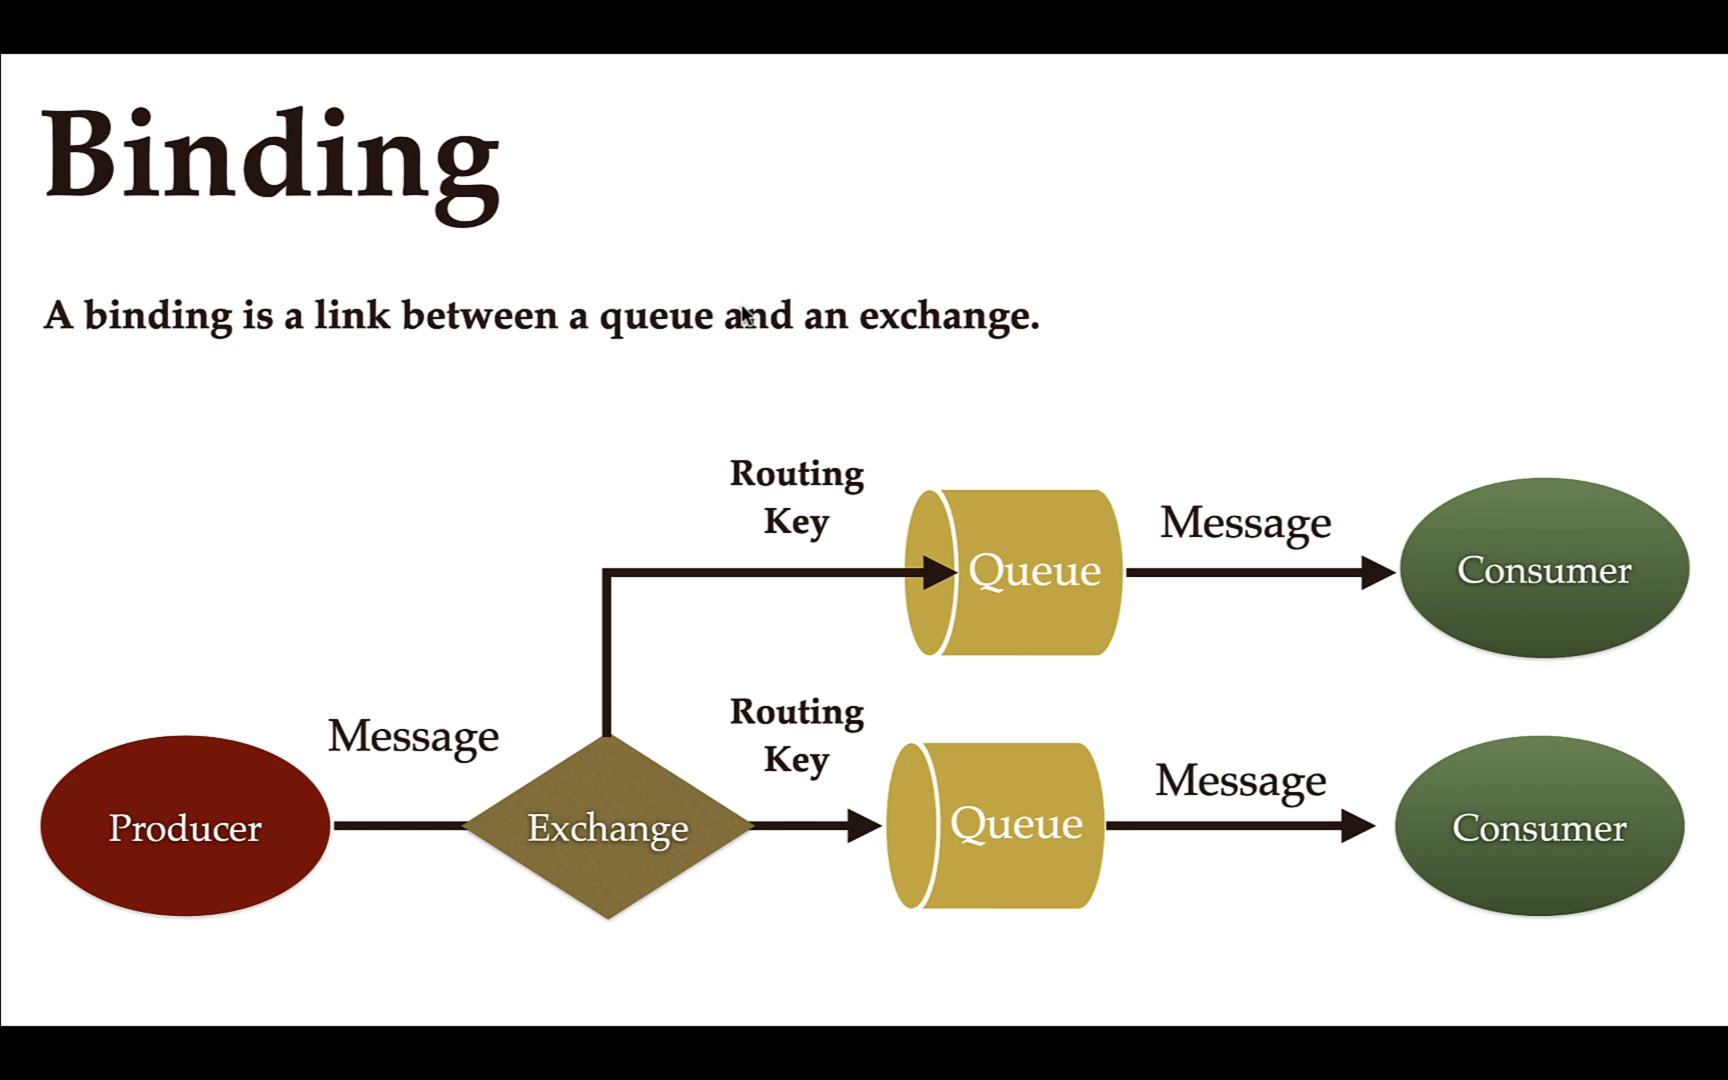 Binding
A binding is a link between a queue and an exchange.
Routing
Key
Queue
Message
Consumer
Routing
Key
Message
Producer
Exchange
Queue
Message
Consumer